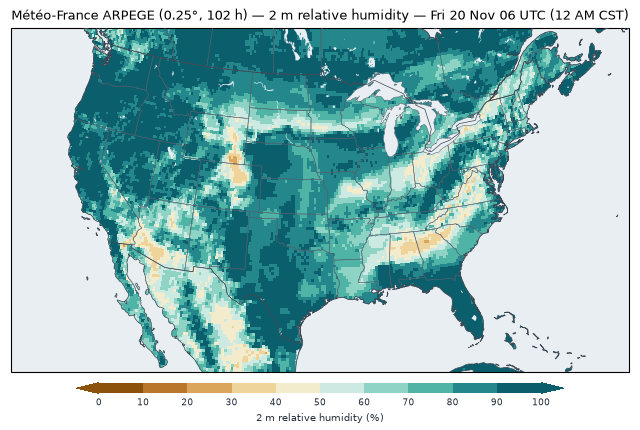 Météo-France ARPEGE (0.25°, 102 h) — 2 m relative humidity — Fri 20 Nov 06 UTC (12 AM CST)
0 10 20 30 40 50 60 70 80 90 100
2 m relative humidity (%)